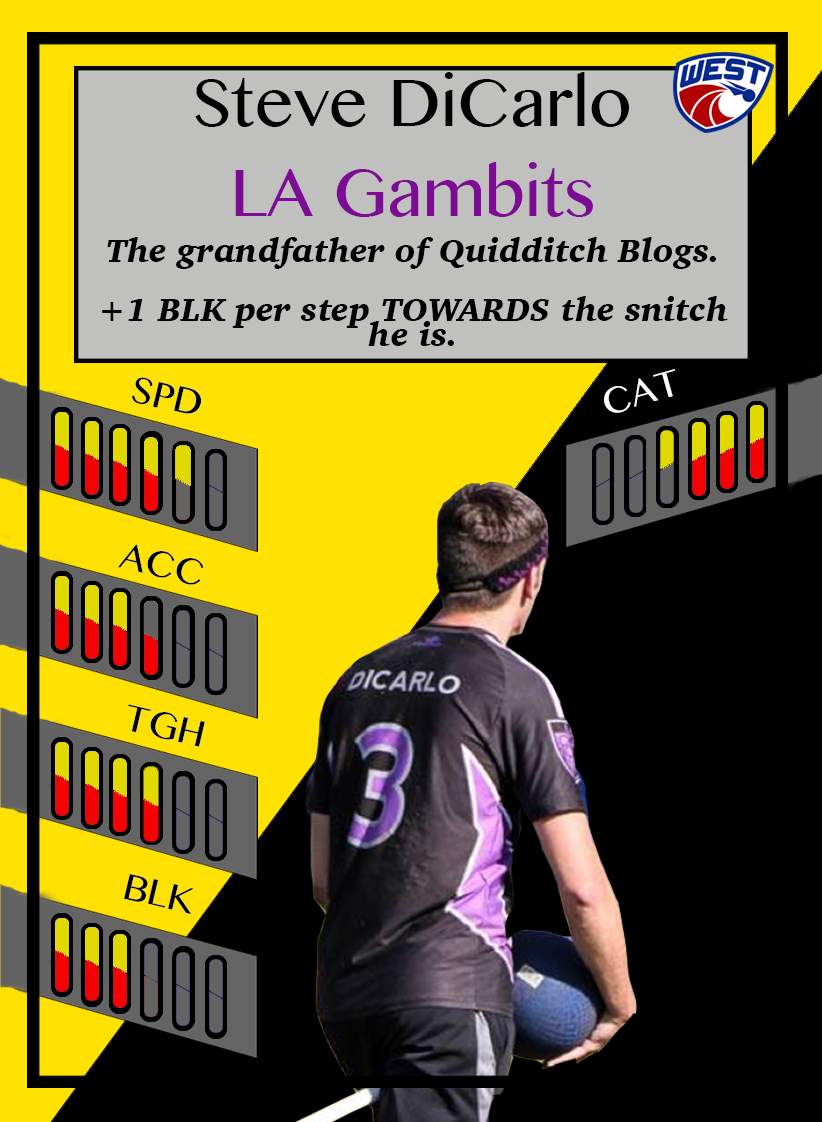 Steve DiCarlo
WEST
LA Gambits
The grandfather of Quidditch Blogs.
+1 BLK per step TOWARDS the snitch
he is.
SPD
CAT
ACC
TGH
BLK
DICARLO
3